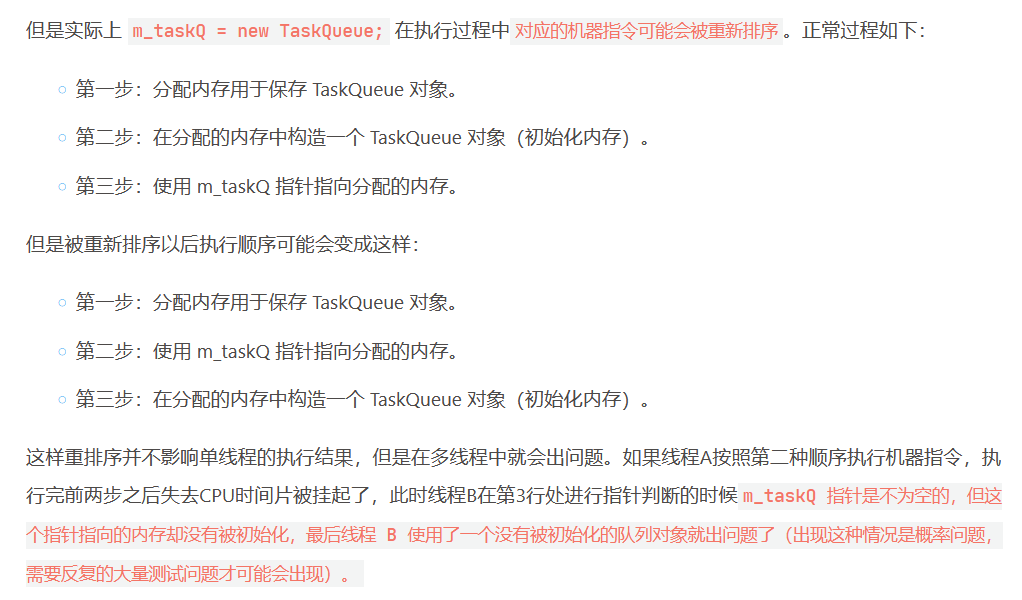 但是实际上 m_taskQ = new TaskQueue; 在执行过程中 对应的机器指令可能会被重新排序 。正常过程如下：
第一步：分配内存用于保存 TaskQueue 对象。
第二步：在分配的内存中构造一个 TaskQueue 对象（初始化内存）。
第三步：使用 m_taskQ 指针指向分配的内存。
但是被重新排序以后执行顺序可能会变成这样：
第一步：分配内存用于保存 TaskQueue 对象。
第二步：使用 m_taskQ 指针指向分配的内存。
第三步：在分配的内存中构造一个 TaskQueue 对象（初始化内存）。
这样重排序并不影响单线程的执行结果，但是在多线程中就会出问题。如果线程A按照第二种顺序执行机器指令，执
行完前两步之后失去CPU时间片被挂起了，此时线程B在第3行处进行指针判断的时候 m_taskQ 指针是不为空的，但这
个指针指向的内存却没有被初始化，最后线程 B 使用了一个没有被初始化的队列对象就出问题了（出现这种情况是概率问题，
需要反复的大量测试问题才可能会出现）。